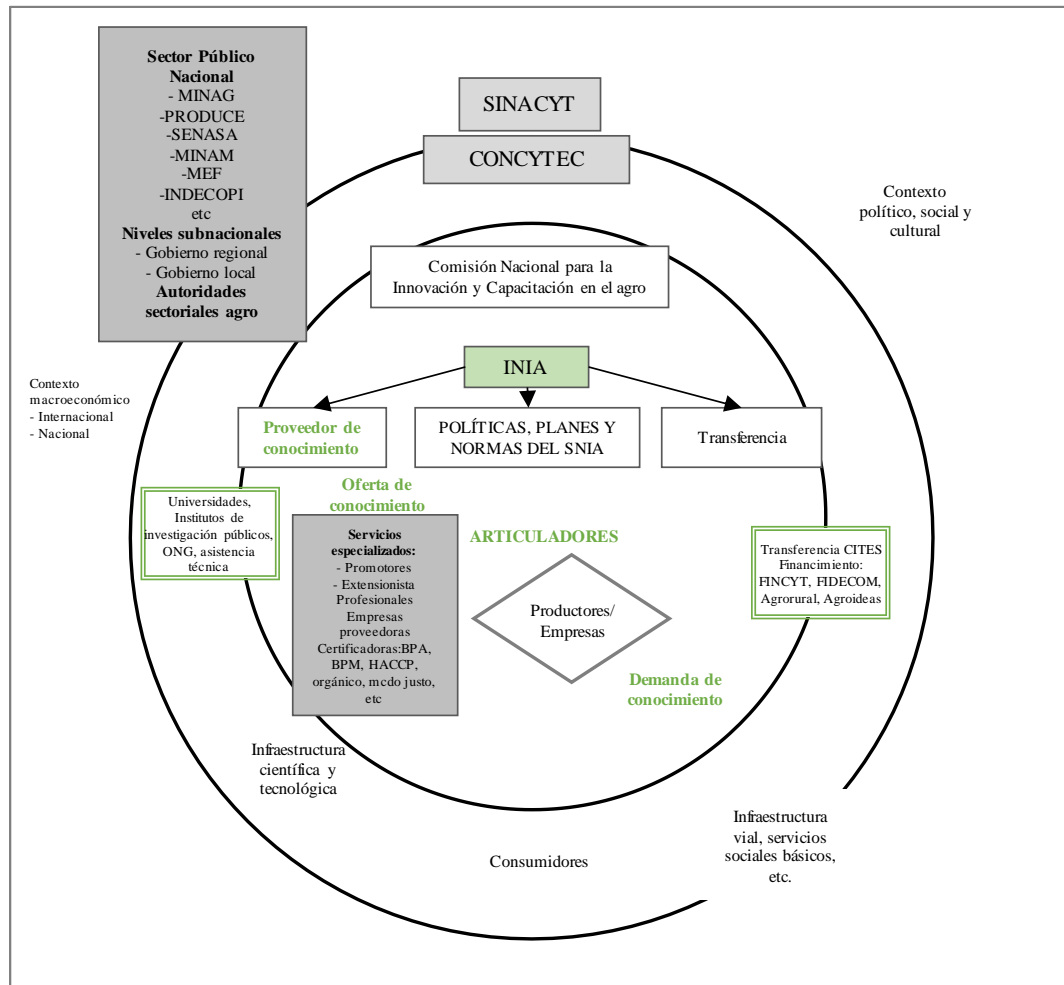 Sector Público
Nacional
- MINAG
-PRODUCE
-SENASA
-MINAM
-MEF
-INDECOPI
etc
Niveles subnacionales
- Gobierno regional
- Gobierno local
Autoridades
sectoriales agro
SINACYT
CONCYTEC
Contexto
político, social y
cultural
Comisión Nacional para la
Innovación y Capacitación en el agro
INIA
Contexto
macroeconómico
- Internacional
- Nacional
Proveedor de
conocimiento
POLÍTICAS, PLANES Y
NORMAS DEL SNIA
Transferencia
Oferta de
conocimiento
Universidades,
Institutos de
investigación públicos,
ONG, asistencia
técnica
Servicios
especializados:
- Promotores
- Extensionista
Profesionales
Empresas
proveedoras
Certificadoras:BPA,
BPM, HACCP,
orgánico, mcdo justo,
etc
ARTICULADORES
Productores/
Empresas
Transferencia CITES
Financimiento:
FINCYT, FIDECOM,
Agrorural, Agroideas
Demanda de
conocimiento
Infraestructura
científica y
tecnológica
Consumidores
Infraestructura
vial, servicios
sociales básicos,
etc.